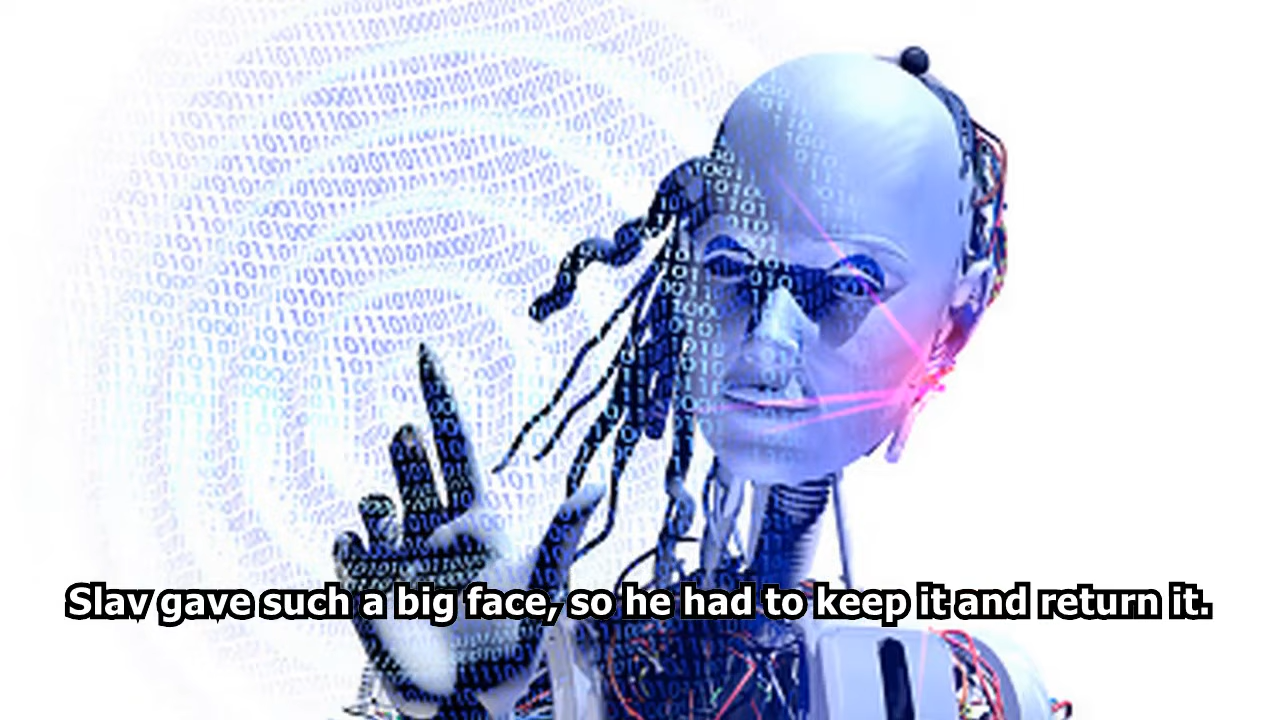 Slav gave such a big face, so he had to keep it and return it.